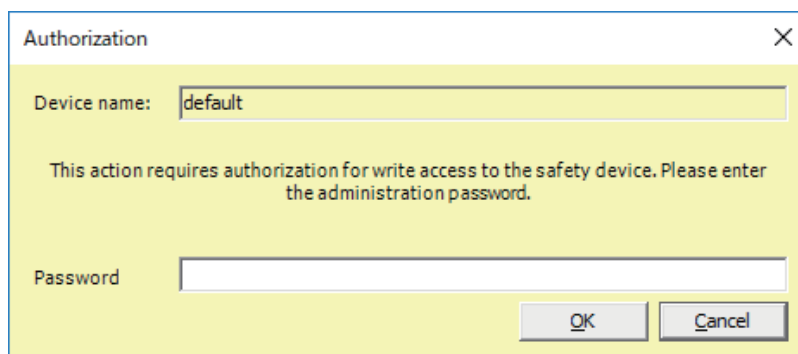 Authorization
Device name: default
This action requires authorization for write access to the safety device. Please enter
the administration password.
Password
OK Cancel